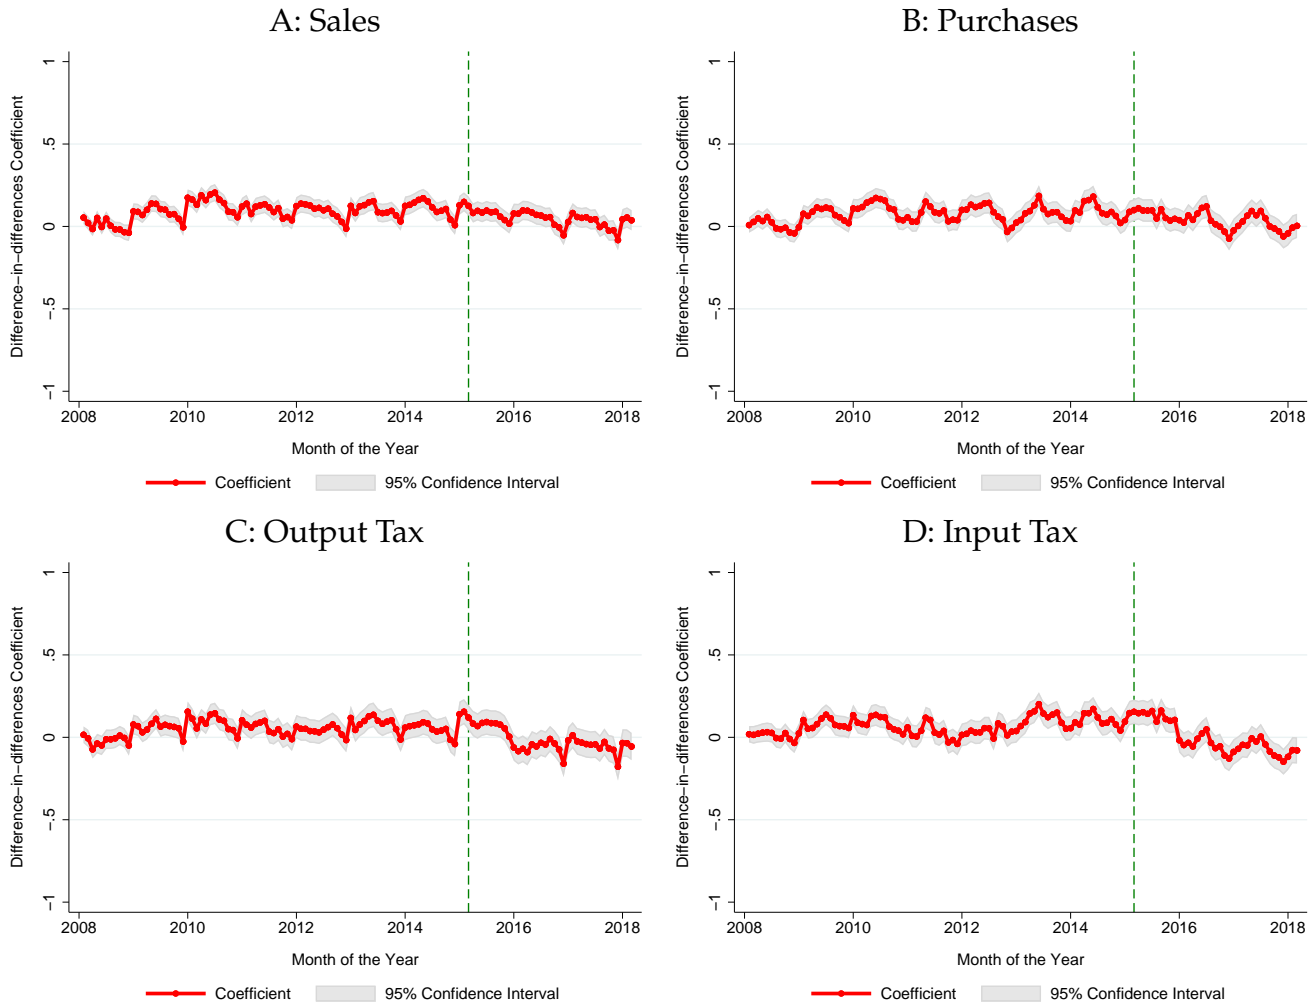 A: Sales
Difference-in-differences Coefficient
1
.5
0
-.5
-1
2008 2010 2012 2014 2016 2018
Month of the Year
Coefficient 95% Confidence Interval
B: Purchases
Difference-in-differences Coefficient
1
.5
0
-.5
-1
2008 2010 2012 2014 2016 2018
Month of the Year
Coefficient 95% Confidence Interval
C: Output Tax
Difference-in-differences Coefficient
1
.5
0
-.5
-1
2008 2010 2012 2014 2016 2018
Month of the Year
Coefficient 95% Confidence Interval
D: Input Tax
Difference-in-differences Coefficient
1
.5
0
-.5
-1
2008 2010 2012 2014 2016 2018
Month of the Year
Coefficient 95% Confidence Interval